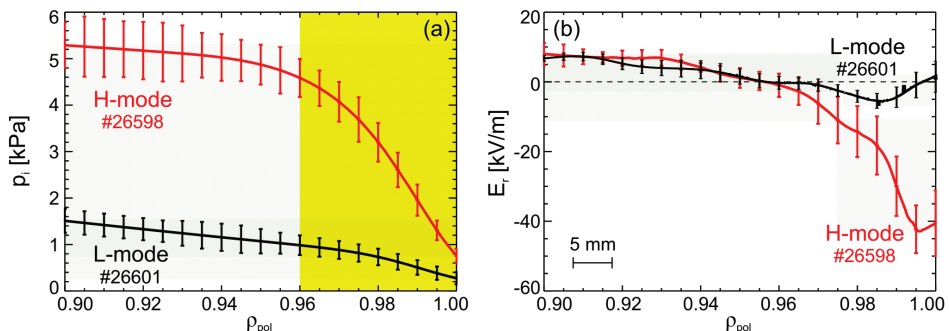 (a)
6
5
4
3
2
1
0
p_i [kPa]
H-mode
#26598
L-mode
#26601
0.90 0.92 0.94 0.96 0.98 1.00
ρ_pol
(b)
20
0
-20
-40
-60
E_r [kV/m]
L-mode
#26601
H-mode
#26598
5 mm
0.90 0.92 0.94 0.96 0.98 1.00
ρ_pol